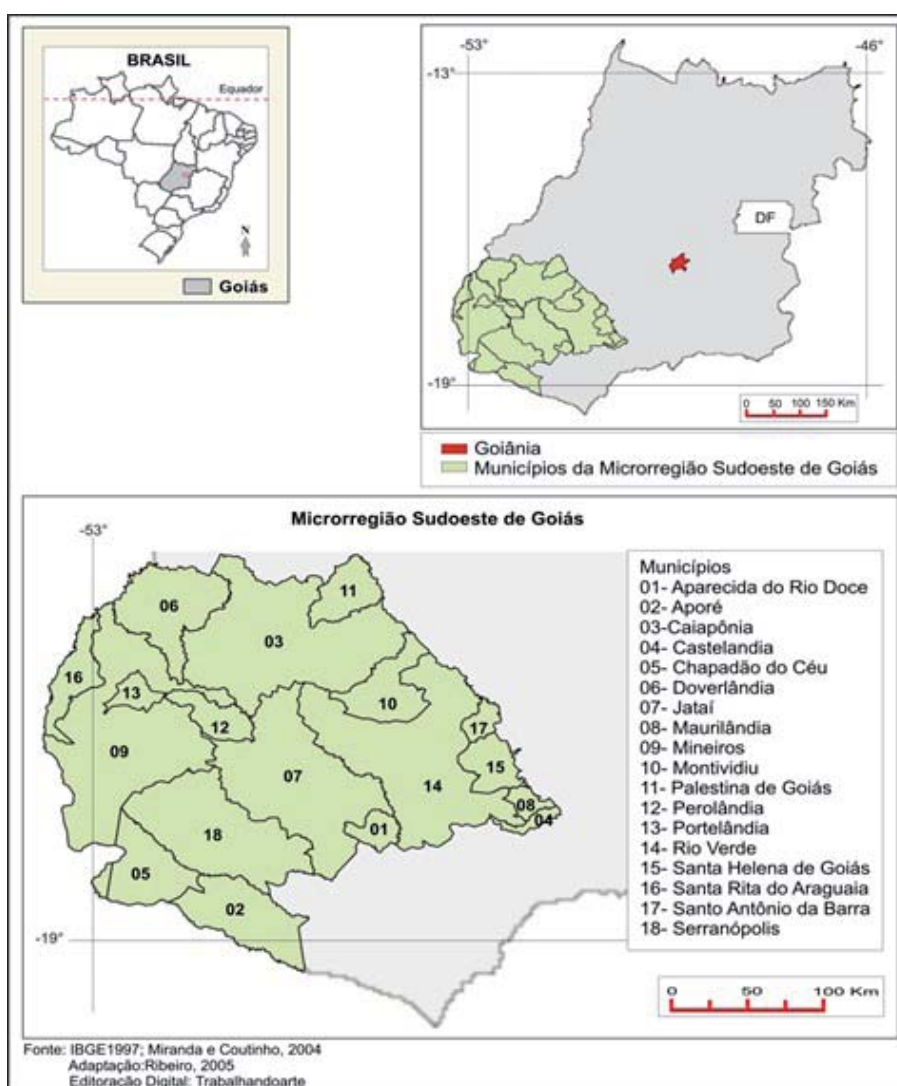 BRASIL
Equador
N
Goiás
-53°
-46°
-13°
DF
-19°
0 50 100 150 Km
Goiânia
Municípios da Microrregião Sudoeste de Goiás
Microrregião Sudoeste de Goiás
-53°
11
06
03
16
13
10
12
17
09
15
07
14
08
04
01
18
05
02
-19°
Municípios
01- Aparecida do Rio Doce
02- Aporé
03-Caiapônia
04- Castelandia
05- Chapadão do Céu
06- Doverlândia
07- Jataí
08- Maurilândia
09- Mineiros
10- Montividiu
11- Palestina de Goiás
12- Perolândia
13- Portelândia
14- Rio Verde
15- Santa Helena de Goiás
16- Santa Rita do Araguaia
17- Santo Antônio da Barra
18- Serranópolis
0 50 100 Km
Fonte: IBGE1997; Miranda e Coutinho, 2004
Adaptação:Ribeiro, 2005
Editoração Digital: Trabalhandoarte